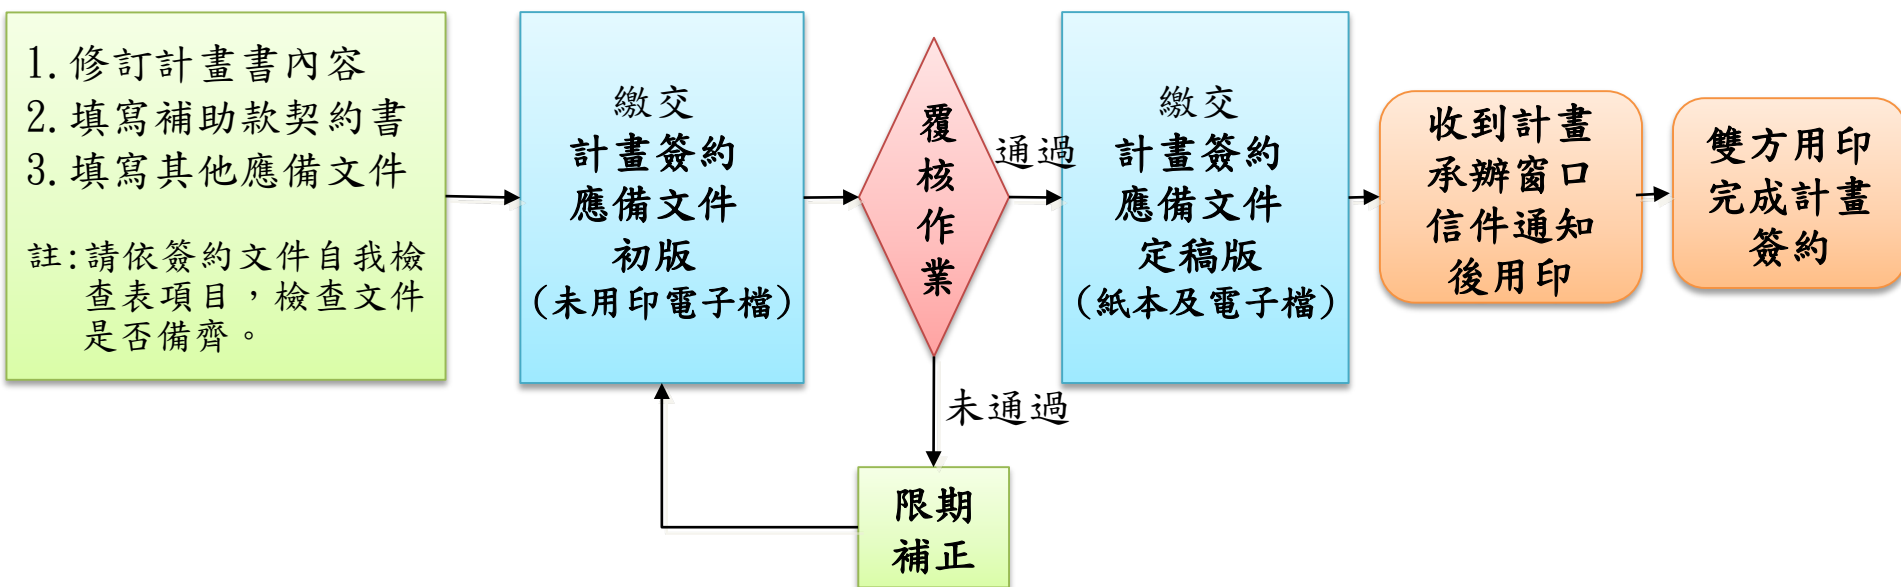 1.修訂計畫書內容
2.填寫補助款契約書
3.填寫其他應備文件
註:請依簽約文件自我檢
查表項目，檢查文件
是否備齊。
繳交
計畫簽約
應備文件
初版
(未用印電子檔)
覆
核
作
業
通過
未通過
限期
補正
繳交
計畫簽約
應備文件
定稿版
(紙本及電子檔)
收到計畫
承辦窗口
信件通知
後用印
雙方用印
完成計畫
簽約